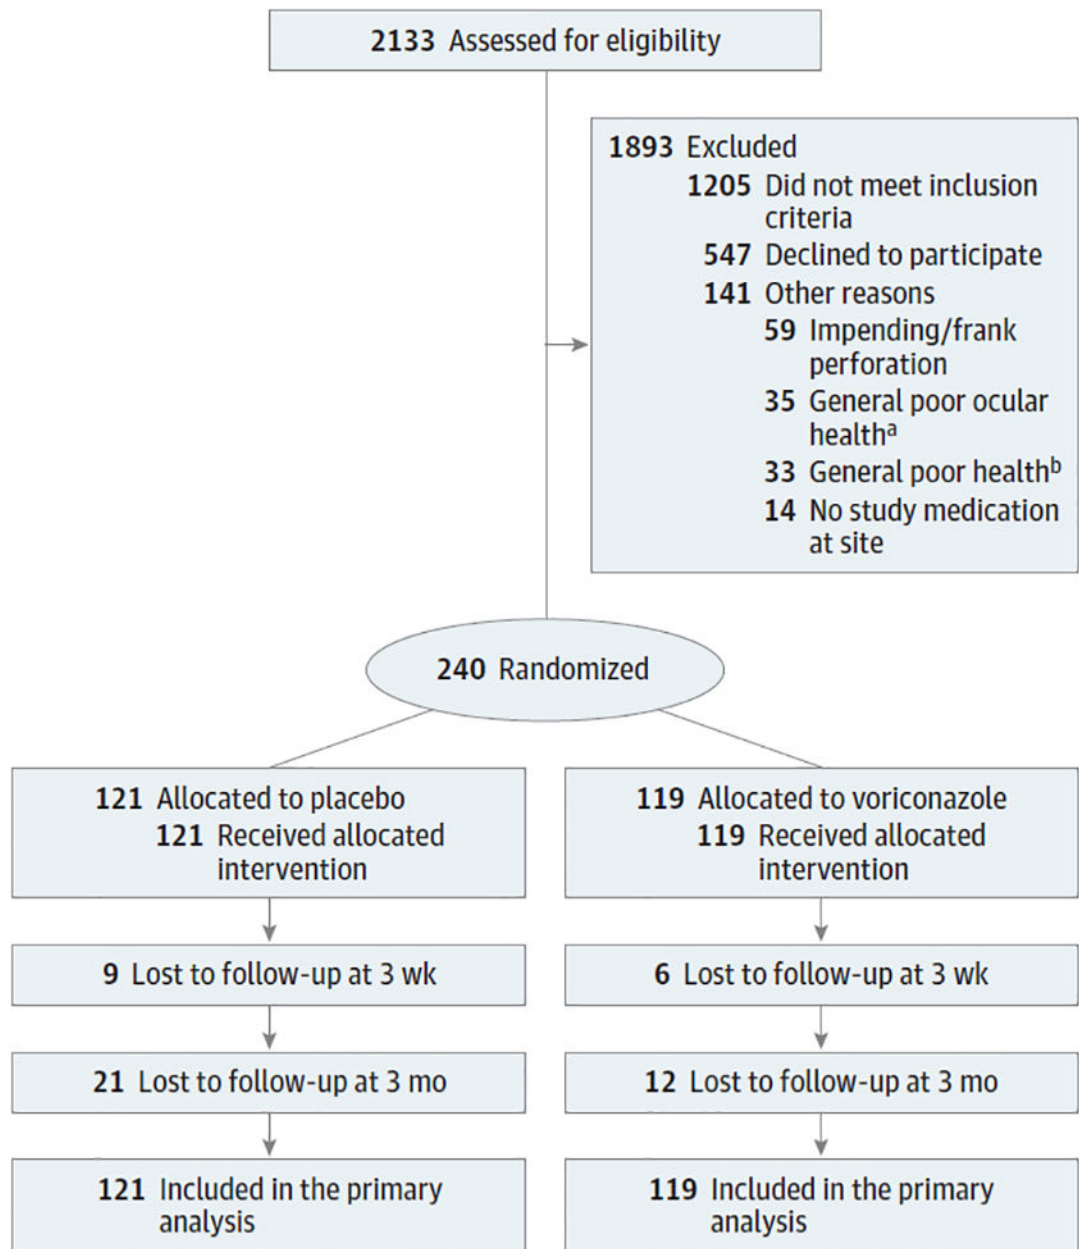 2133 Assessed for eligibility
1893 Excluded
1205 Did not meet inclusion
criteria
547 Declined to participate
141 Other reasons
59 Impending/frank
perforation
35 General poor ocular
healthᵃ
33 General poor healthᵇ
14 No study medication
at site
240 Randomized
121 Allocated to placebo
121 Received allocated
intervention
119 Allocated to voriconazole
119 Received allocated
intervention
9 Lost to follow-up at 3 wk
6 Lost to follow-up at 3 wk
21 Lost to follow-up at 3 mo
12 Lost to follow-up at 3 mo
121 Included in the primary
analysis
119 Included in the primary
analysis